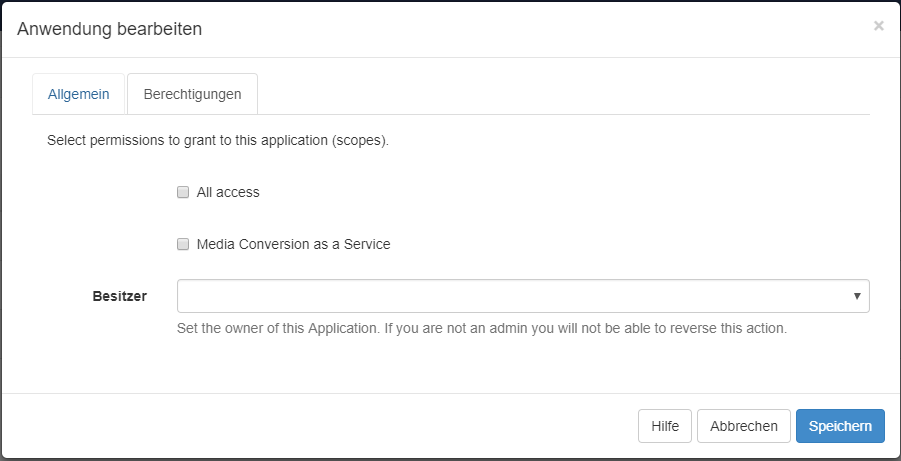 Anwendung bearbeiten
×
Allgemein
Berechtigungen
Select permissions to grant to this application (scopes).
All access
Media Conversion as a Service
Besitzer
Set the owner of this Application. If you are not an admin you will not be able to reverse this action.
Hilfe
Abbrechen
Speichern